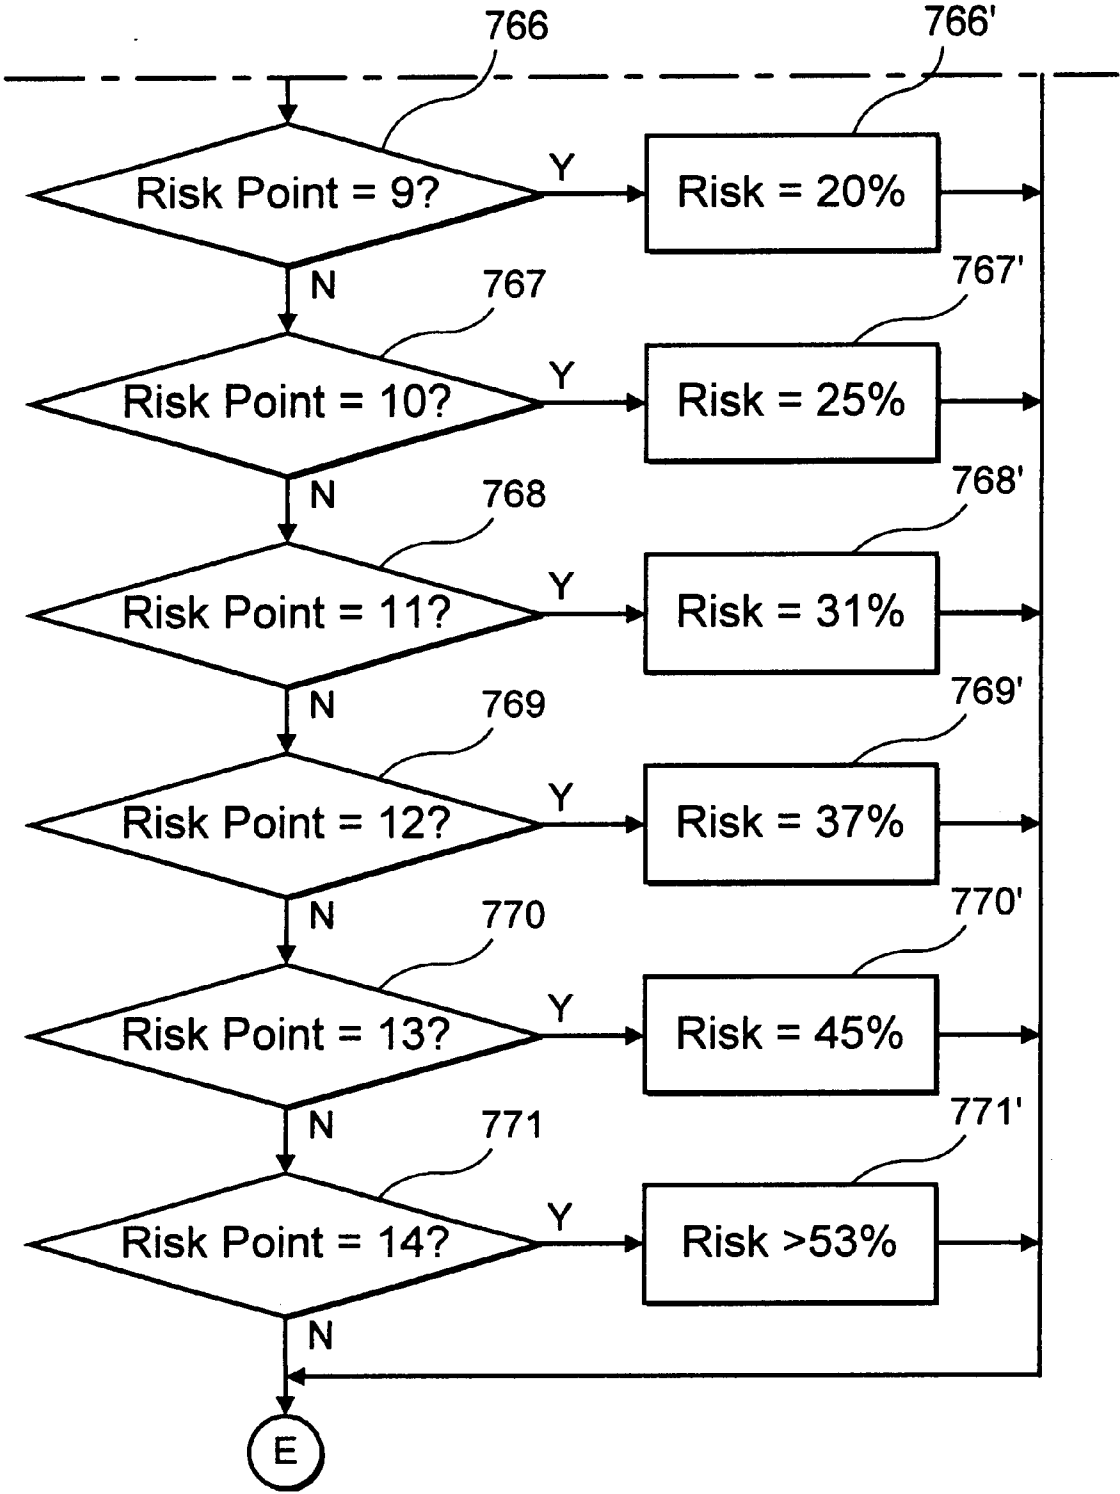 766
766'
Risk Point = 9?
Y
Risk = 20%
N
767
767'
Risk Point = 10?
Y
Risk = 25%
N
768
768'
Risk Point = 11?
Y
Risk = 31%
N
769
769'
Risk Point = 12?
Y
Risk = 37%
N
770
770'
Risk Point = 13?
Y
Risk = 45%
N
771
771'
Risk Point = 14?
Y
Risk >53%
N
E